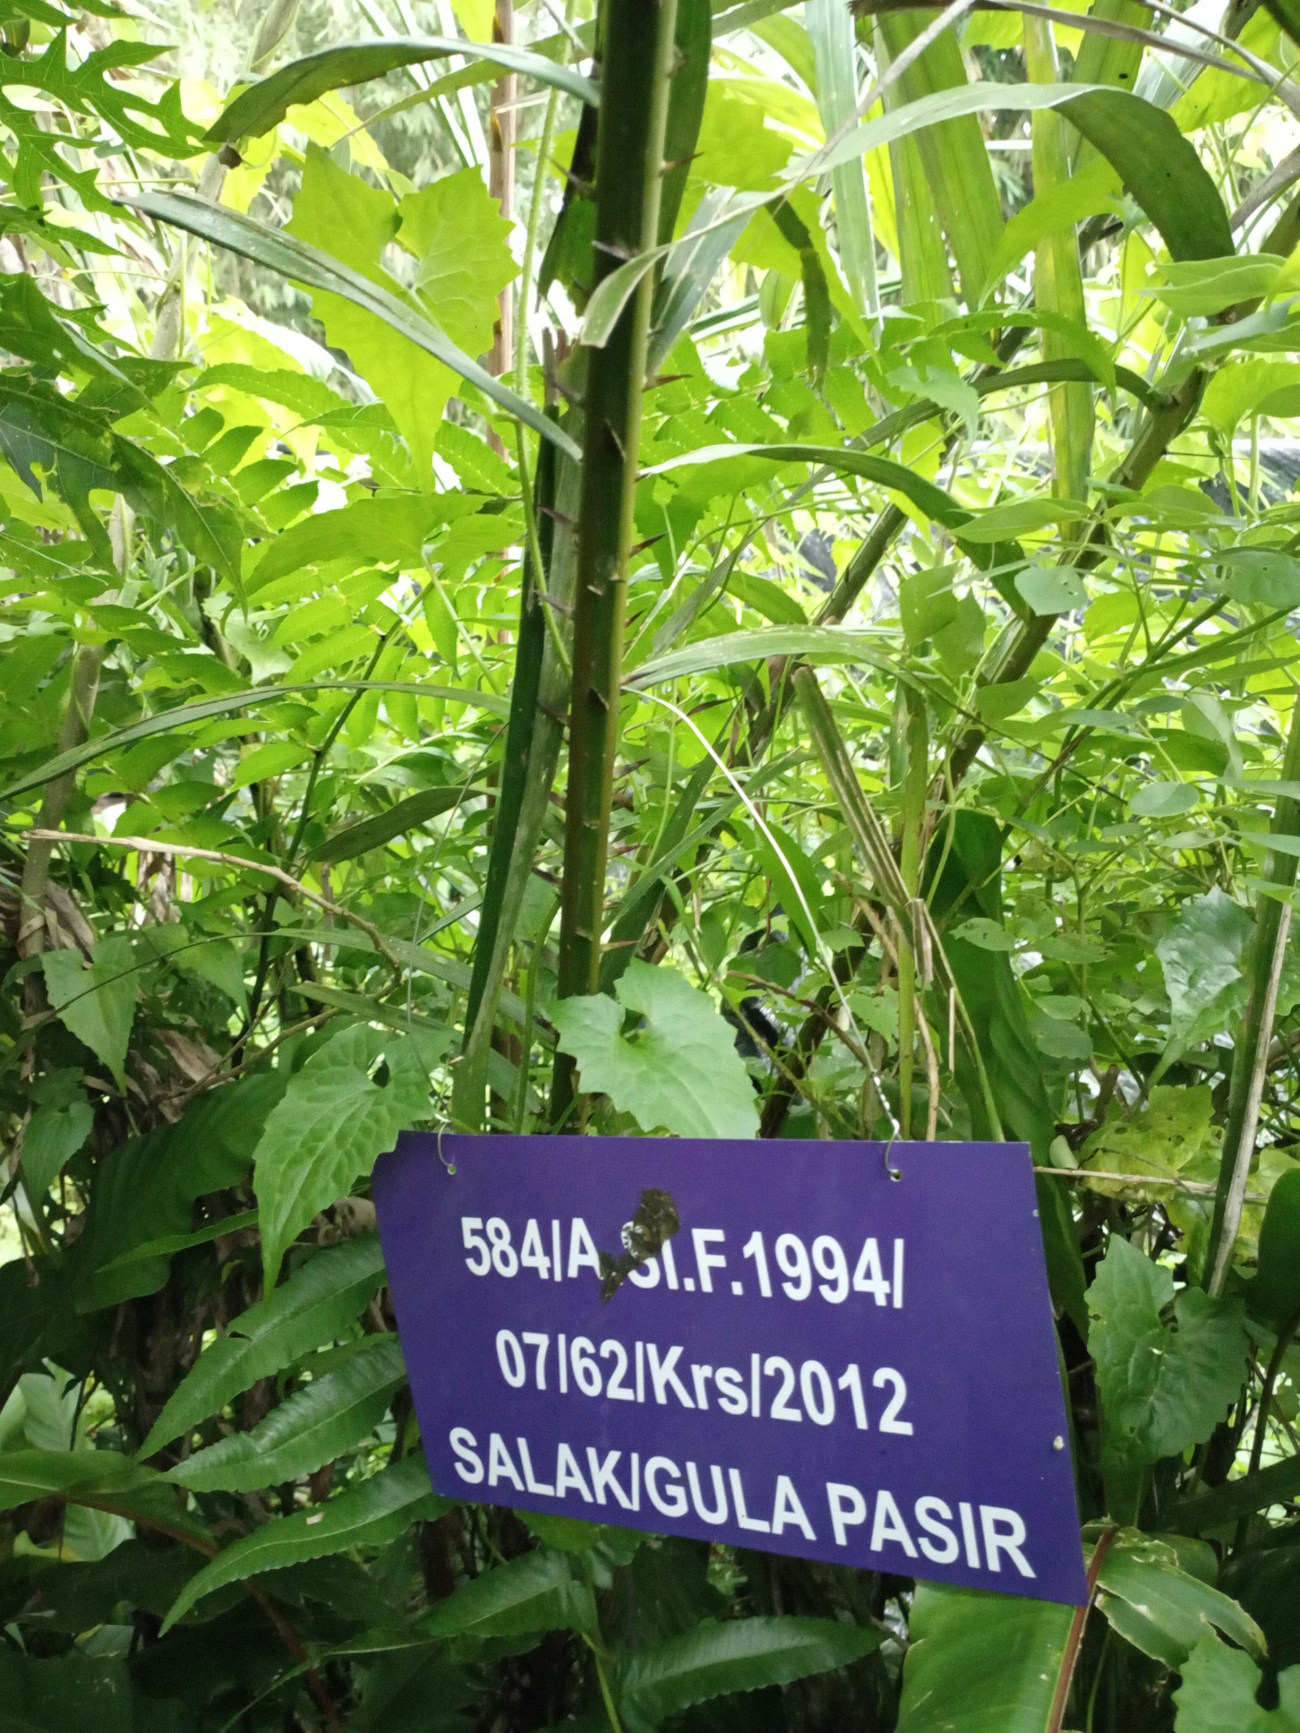 584/A.SI.F.1994/
07/62/Krs/2012
SALAK/GULA PASIR